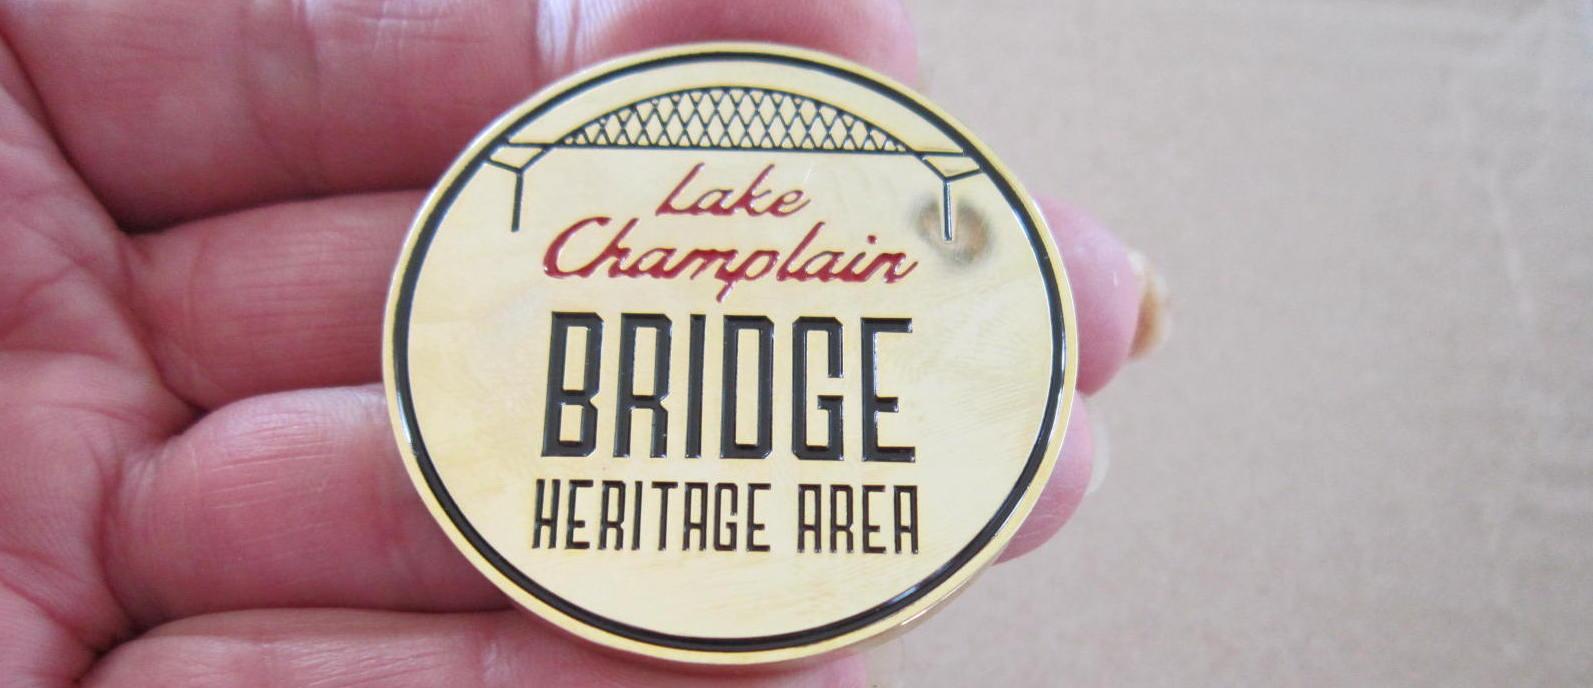 Lake
Champlain
BRIDGE
HERITAGE AREA